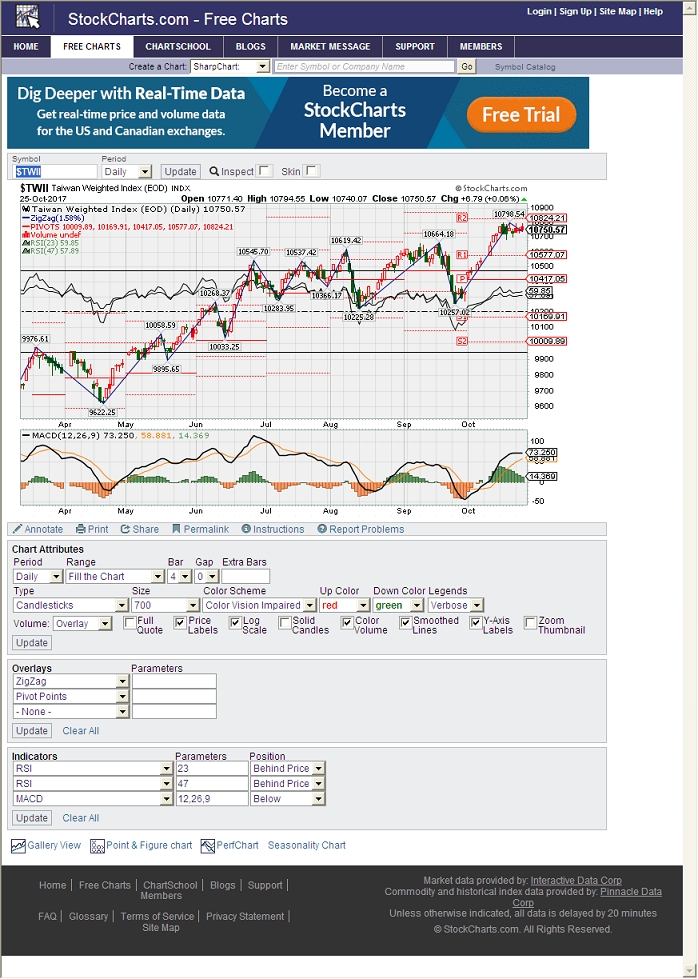 StockCharts.com - Free Charts
Login | Sign Up | Site Map | Help
HOME FREE CHARTS CHARTSCHOOL BLOGS MARKET MESSAGE SUPPORT MEMBERS
Create a Chart: SharpChart: Enter Symbol or Company Name Go Symbol Catalog
Dig Deeper with Real-Time Data
Get real-time price and volume data
for the US and Canadian exchanges.
Become a
StockCharts
Member
Free Trial
Symbol Period
$TWII Daily Update Inspect Skin
$TWII Taiwan Weighted Index (EOD) INDX © StockCharts.com
25-Oct-2017 Open 10771.40 High 10794.55 Low 10740.07 Close 10750.57 Chg +6.79 (+0.06%)
Taiwan Weighted Index (EOD) (Daily) 10750.57
ZigZag(1.58%)
PIVOTS 10009.89, 10169.91, 10417.05, 10577.07, 10824.21
Volume undef
RSI(23) 59.85
RSI(47) 57.89
10798.54
10664.18
10619.42
10545.70
10537.42
10366.17
10283.95
10268.37
10257.02
10225.28
10058.59
10033.25
9976.61
9895.65
9622.25
R2
R1
P
S2
10900
10824.21
10750.57
10700
10577.07
10500
10417.05
59.85
10200
10169.91
10100
10009.89
9900
9800
9700
9600
Apr May Jun Jul Aug Sep Oct
MACD(12,26,9) 73.250, 58.881, 14.369
100
73.250
58.881
14.369
0
-50
Apr May Jun Jul Aug Sep Oct
Annotate Print Share Permalink Instructions Report Problems
Chart Attributes
Period Range Bar Gap Extra Bars
Daily Fill the Chart 4 0
Type Size Color Scheme Up Color Down Color Legends
Candlesticks 700 Color Vision Impaired red green Verbose
Volume: Overlay Full Quote Price Labels Log Scale Solid Candles Color Volume Smoothed Lines Y-Axis Labels Zoom Thumbnail
Update
Overlays Parameters
ZigZag
Pivot Points
- None -
Update Clear All
Indicators Parameters Position
RSI 23 Behind Price
RSI 47 Behind Price
MACD 12,26,9 Below
Update Clear All
Gallery View Point & Figure chart PerfChart Seasonality Chart
Home | Free Charts | ChartSchool | Blogs | Support |
Members
FAQ | Glossary | Terms of Service | Privacy Statement |
Site Map
Market data provided by: Interactive Data Corp
Commodity and historical index data provided by: Pinnacle Data
Corp
Unless otherwise indicated, all data is delayed by 20 minutes
© StockCharts.com. All Rights Reserved.